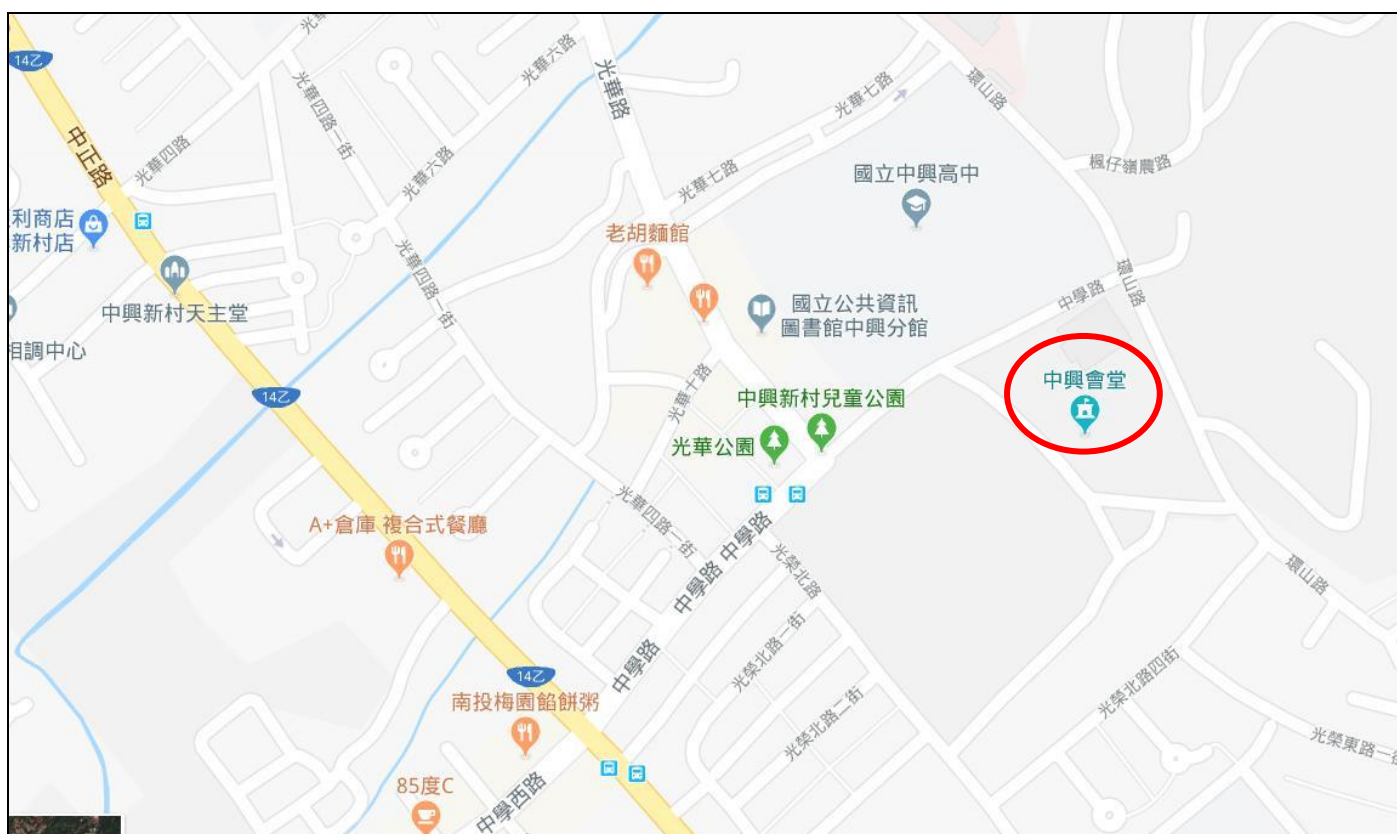 光華六路
光華路
14乙
光華四路一街
光華七路
環山路
中正路
光華四路
光華六路
光華七路
國立中興高中
楓仔嶺農路
利商店
新村店
老胡麵館
光華四路一街
環山路
中學路
中興新村天主堂
國立公共資訊
圖書館中興分館
相調中心
14乙
光華十路
中興會堂
中興新村兒童公園
光華公園
光華四路一街
A+倉庫 複合式餐廳
中學路
中學路
光榮北路
環山路
中學路
光榮北路一街
14乙
光榮北路四街
南投梅園餡餅粥
光榮北路二街
光榮東路一街
85度C
中學西路